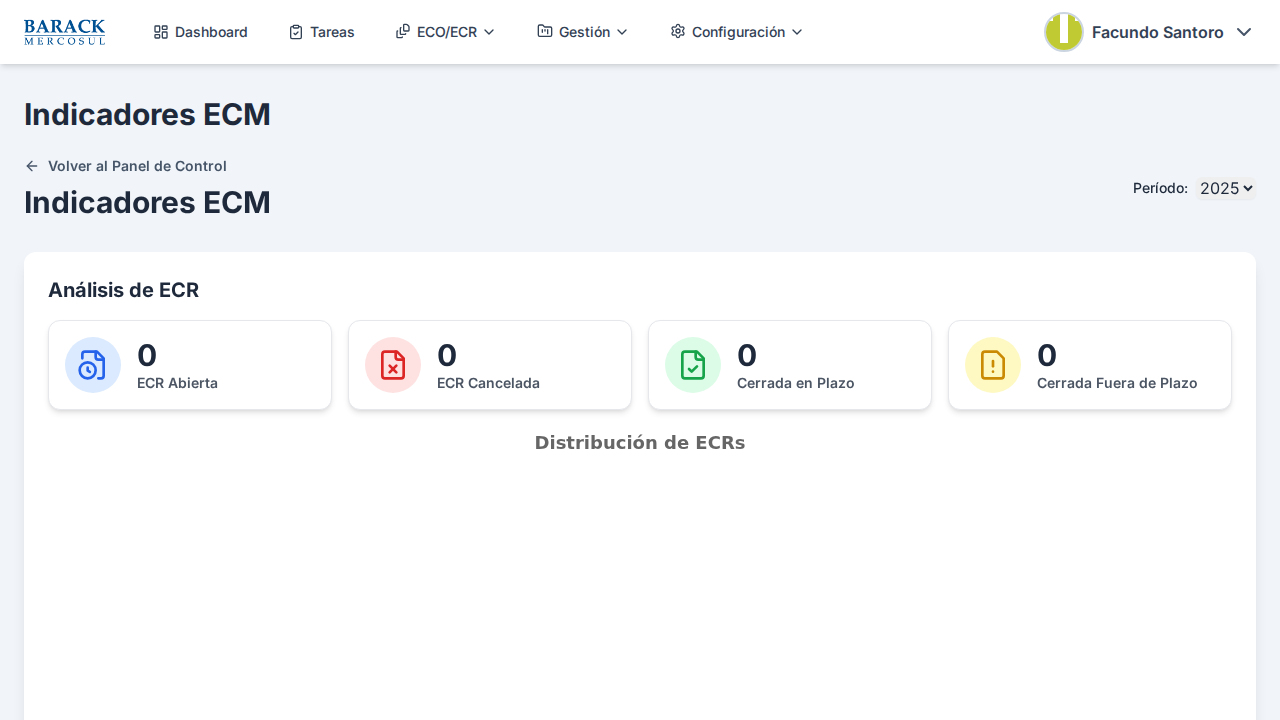 BARACK
MERCOSUL
Dashboard
Tareas
ECO/ECR
Gestión
Configuración
Facundo Santoro
Indicadores ECM
Volver al Panel de Control
Indicadores ECM
Período:
2025
Análisis de ECR
0
ECR Abierta
0
ECR Cancelada
0
Cerrada en Plazo
0
Cerrada Fuera de Plazo
Distribución de ECRs